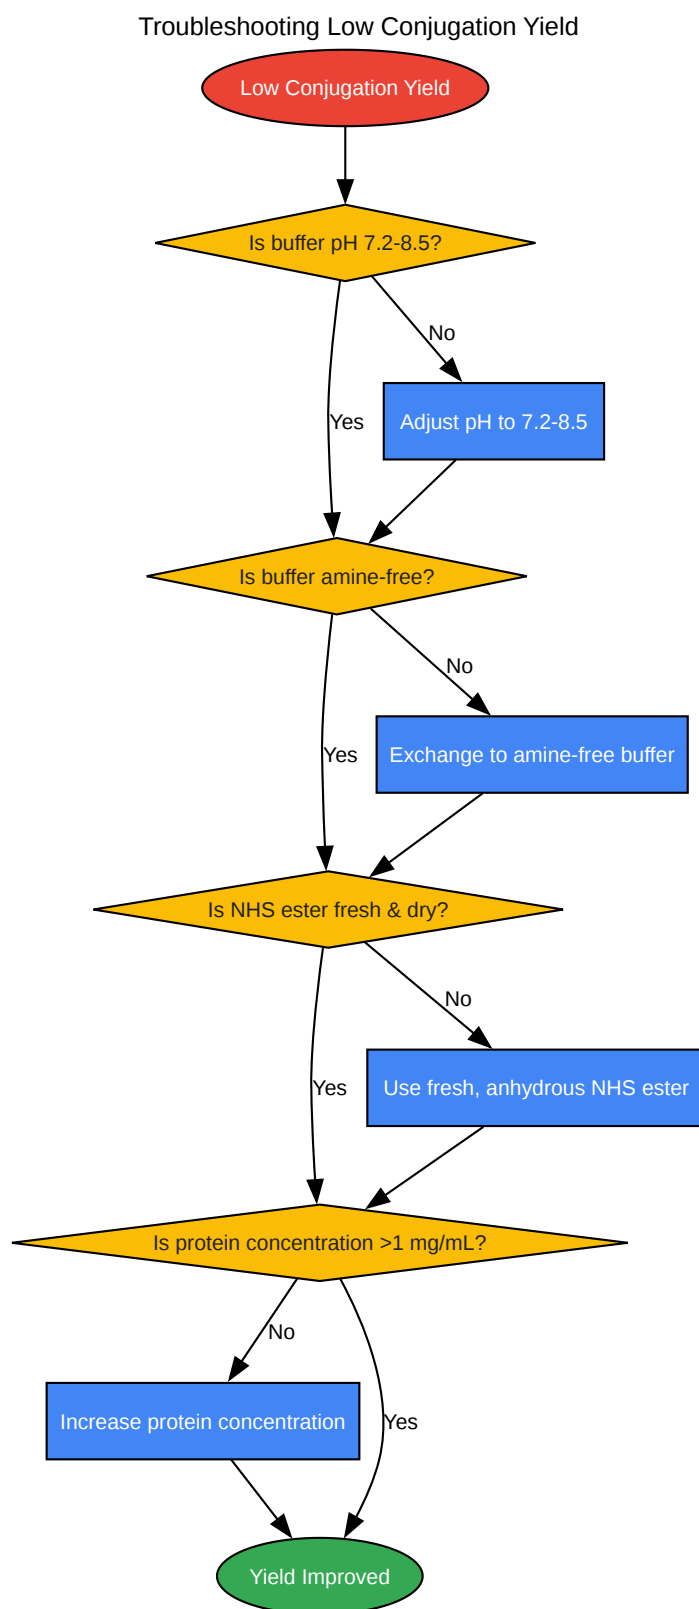 Troubleshooting Low Conjugation Yield
Low Conjugation Yield
Is buffer pH 7.2-8.5?
No
Yes
Adjust pH to 7.2-8.5
Is buffer amine-free?
No
Yes
Exchange to amine-free buffer
Is NHS ester fresh & dry?
No
Yes
Use fresh, anhydrous NHS ester
Is protein concentration >1 mg/mL?
No
Increase protein concentration
Yes
Yield Improved